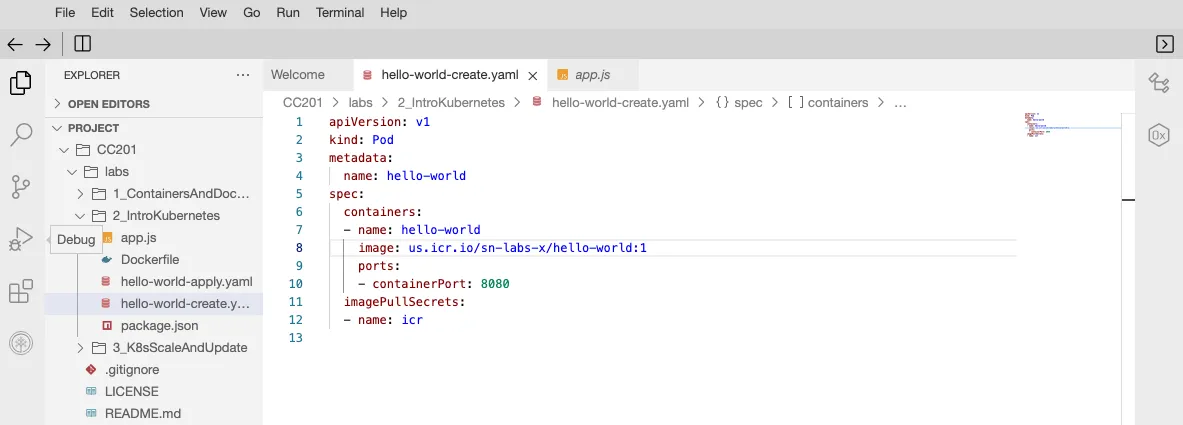 File Edit Selection View Go Run Terminal Help
EXPLORER ...
OPEN EDITORS
PROJECT
CC201
labs
1_ContainersAndDoc...
2_IntroKubernetes
Debug
app.js
Dockerfile
hello-world-apply.yaml
hello-world-create.y...
package.json
3_K8sScaleAndUpdate
.gitignore
LICENSE
README.md
Welcome hello-world-create.yaml app.js
CC201 > labs > 2_IntroKubernetes > hello-world-create.yaml > {} spec > [ ] containers > ...
1 apiVersion: v1
2 kind: Pod
3 metadata:
4   name: hello-world
5 spec:
6   containers:
7   - name: hello-world
8     image: us.icr.io/sn-labs-x/hello-world:1
9     ports:
10     - containerPort: 8080
11   imagePullSecrets:
12   - name: icr
13
0x